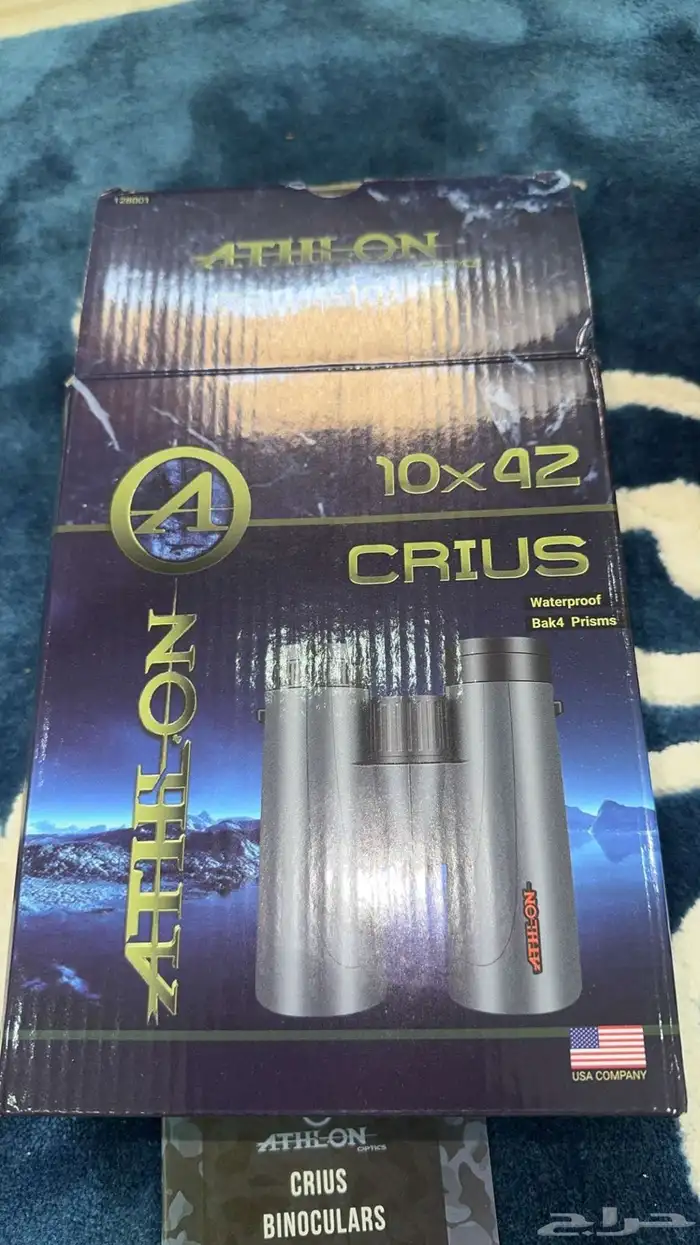 128001
ATHLON
10x42
CRIUS
Waterproof
Bak4 Prisms
ATHLON
ATHLON
USA COMPANY
ATHLON
OPTICS
CRIUS
BINOCULARS
حراج